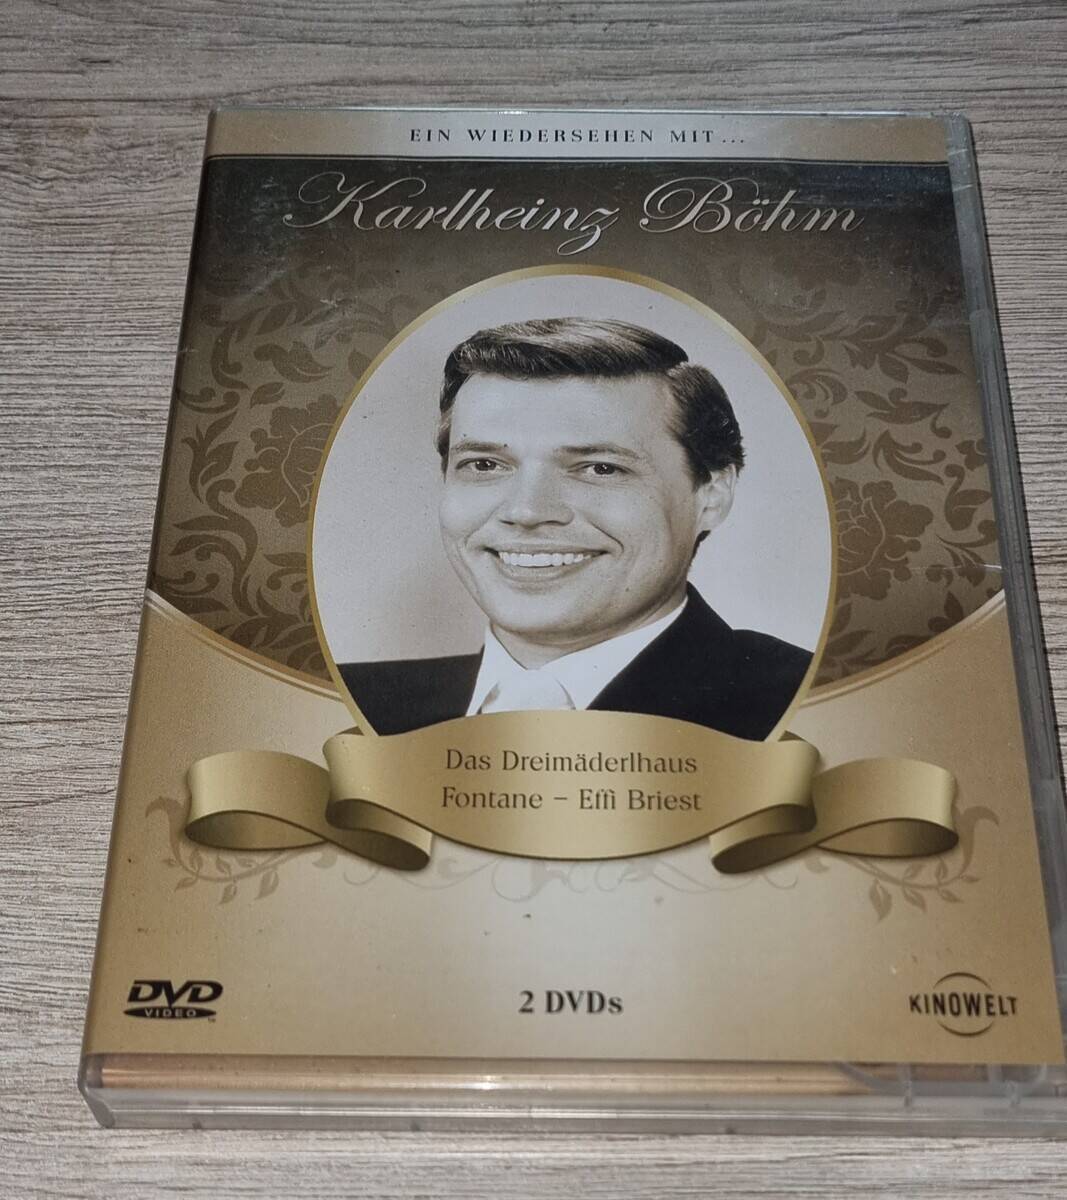 EIN WIEDERSEHEN MIT...
Karlheinz Böhm
Das Dreimäderlhaus
Fontane – Effi Briest
DVD
VIDEO
2 DVDs
KINOWELT